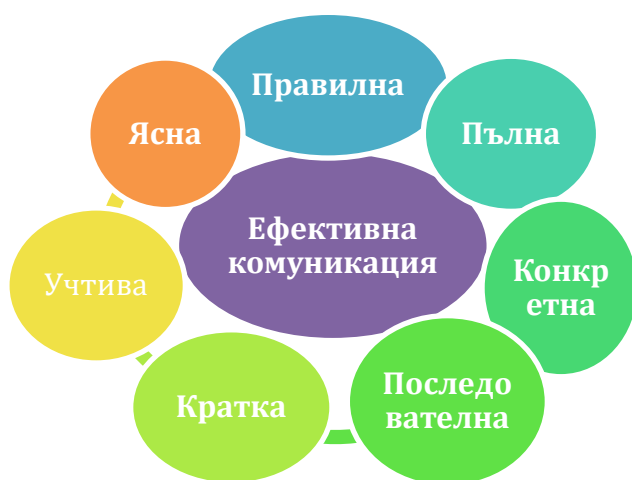 Правилна
Ясна
Пълна
Ефективна
комуникация
Конкр
етна
Учтива
Последо
вателна
Кратка